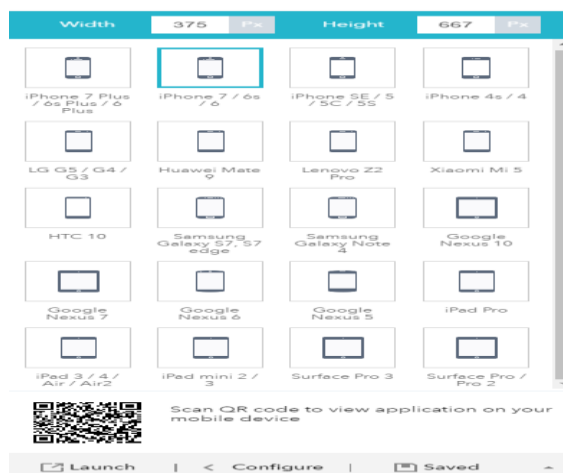 Width 375 Px Height 667 Px
iPhone 7 Plus
/ 6s Plus / 6
Plus
iPhone 7 / 6s
/ 6
iPhone SE / 5
/ 5C / 5S
iPhone 4s / 4
LG G5 / G4 /
G3
Huawei Mate
9
Lenovo Z2
Pro
Xiaomi Mi 5
HTC 10
Samsung
Galaxy S7, S7
edge
Samsung
Galaxy Note
4
Google
Nexus 10
Google
Nexus 7
Google
Nexus 6
Google
Nexus 5
iPad Pro
iPad 3 / 4 /
Air / Air2
iPad mini 2 /
3
Surface Pro 3
Surface Pro /
Pro 2
Scan QR code to view application on your
mobile device
Launch | < Configure | Saved